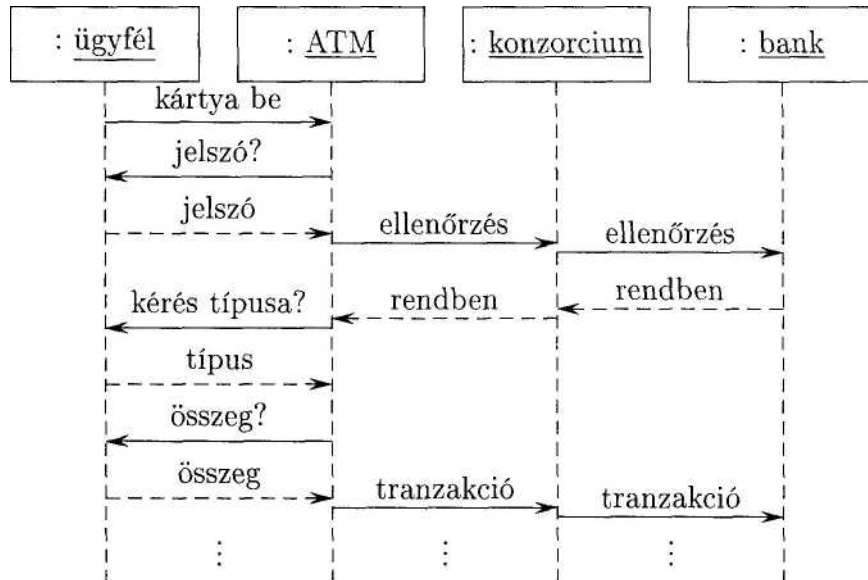 : ügyfél
: ATM
: konzorcium
: bank
kártya be
jelszó?
jelszó
ellenőrzés
ellenőrzés
rendben
rendben
kérés típusa?
típus
összeg?
összeg
tranzakció
tranzakció